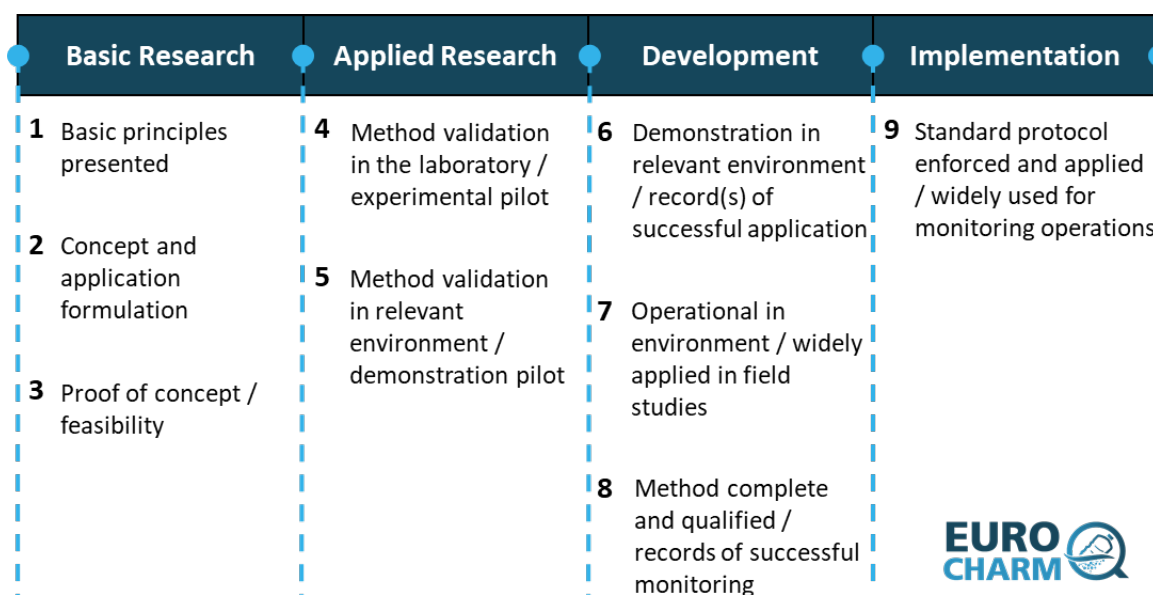 Basic Research
Applied Research
Development
Implementation
1 Basic principles
presented
2 Concept and
application
formulation
3 Proof of concept /
feasibility
4 Method validation
in the laboratory /
experimental pilot
5 Method validation
in relevant
environment /
demonstration pilot
6 Demonstration in
relevant environment
/ record(s) of
successful application
7 Operational in
environment / widely
applied in field
studies
8 Method complete
and qualified /
records of successful
monitoring
9 Standard protocol
enforced and applied
/ widely used for
monitoring operations
EURO
CHARM